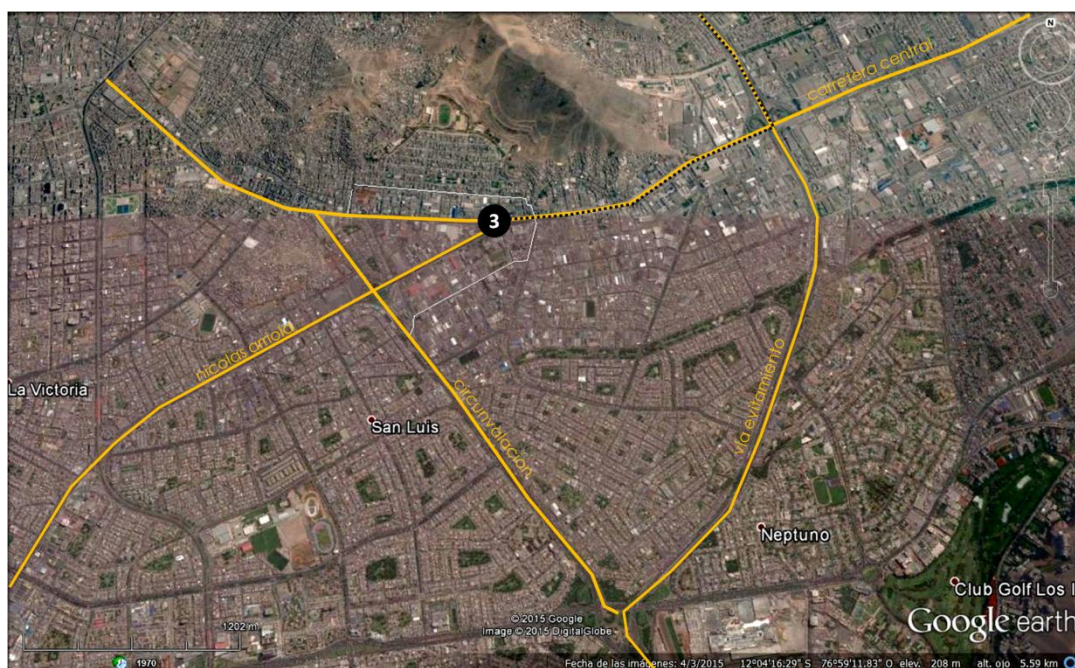 N
carretera central
3
nicolas arriola
La Victoria
San Luis
circunvalación
via evitamiento
Neptuno
Club Golf Los I
Google earth
© 2015 Google
Image © 2015 DigitalGlobe
1202 m
1970
Fecha de las imágenes: 4/3/2015 12°04'16.29" S 76°59'11.83" O elev. 208 m alt. ojo 5.59 km